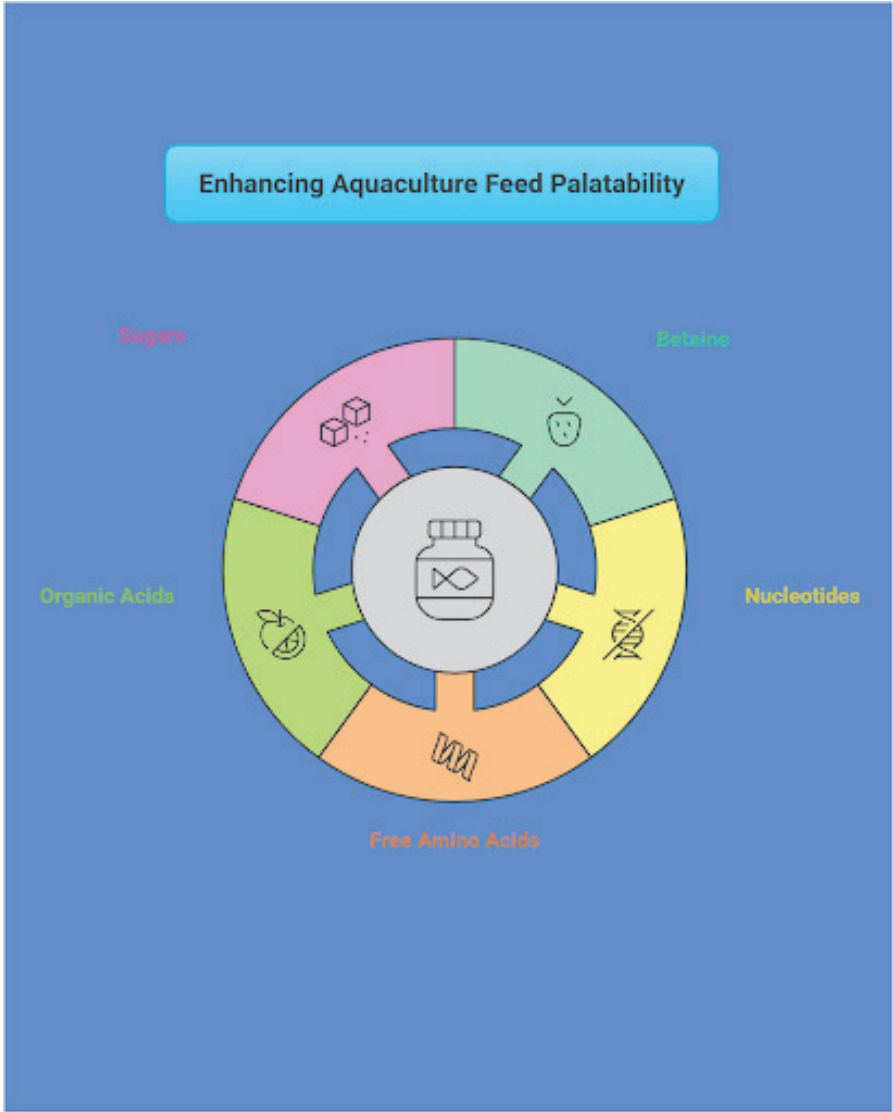 Enhancing Aquaculture Feed Palatability
Sugars
Betaine
Organic Acids
Nucleotides
Free Amino Acids